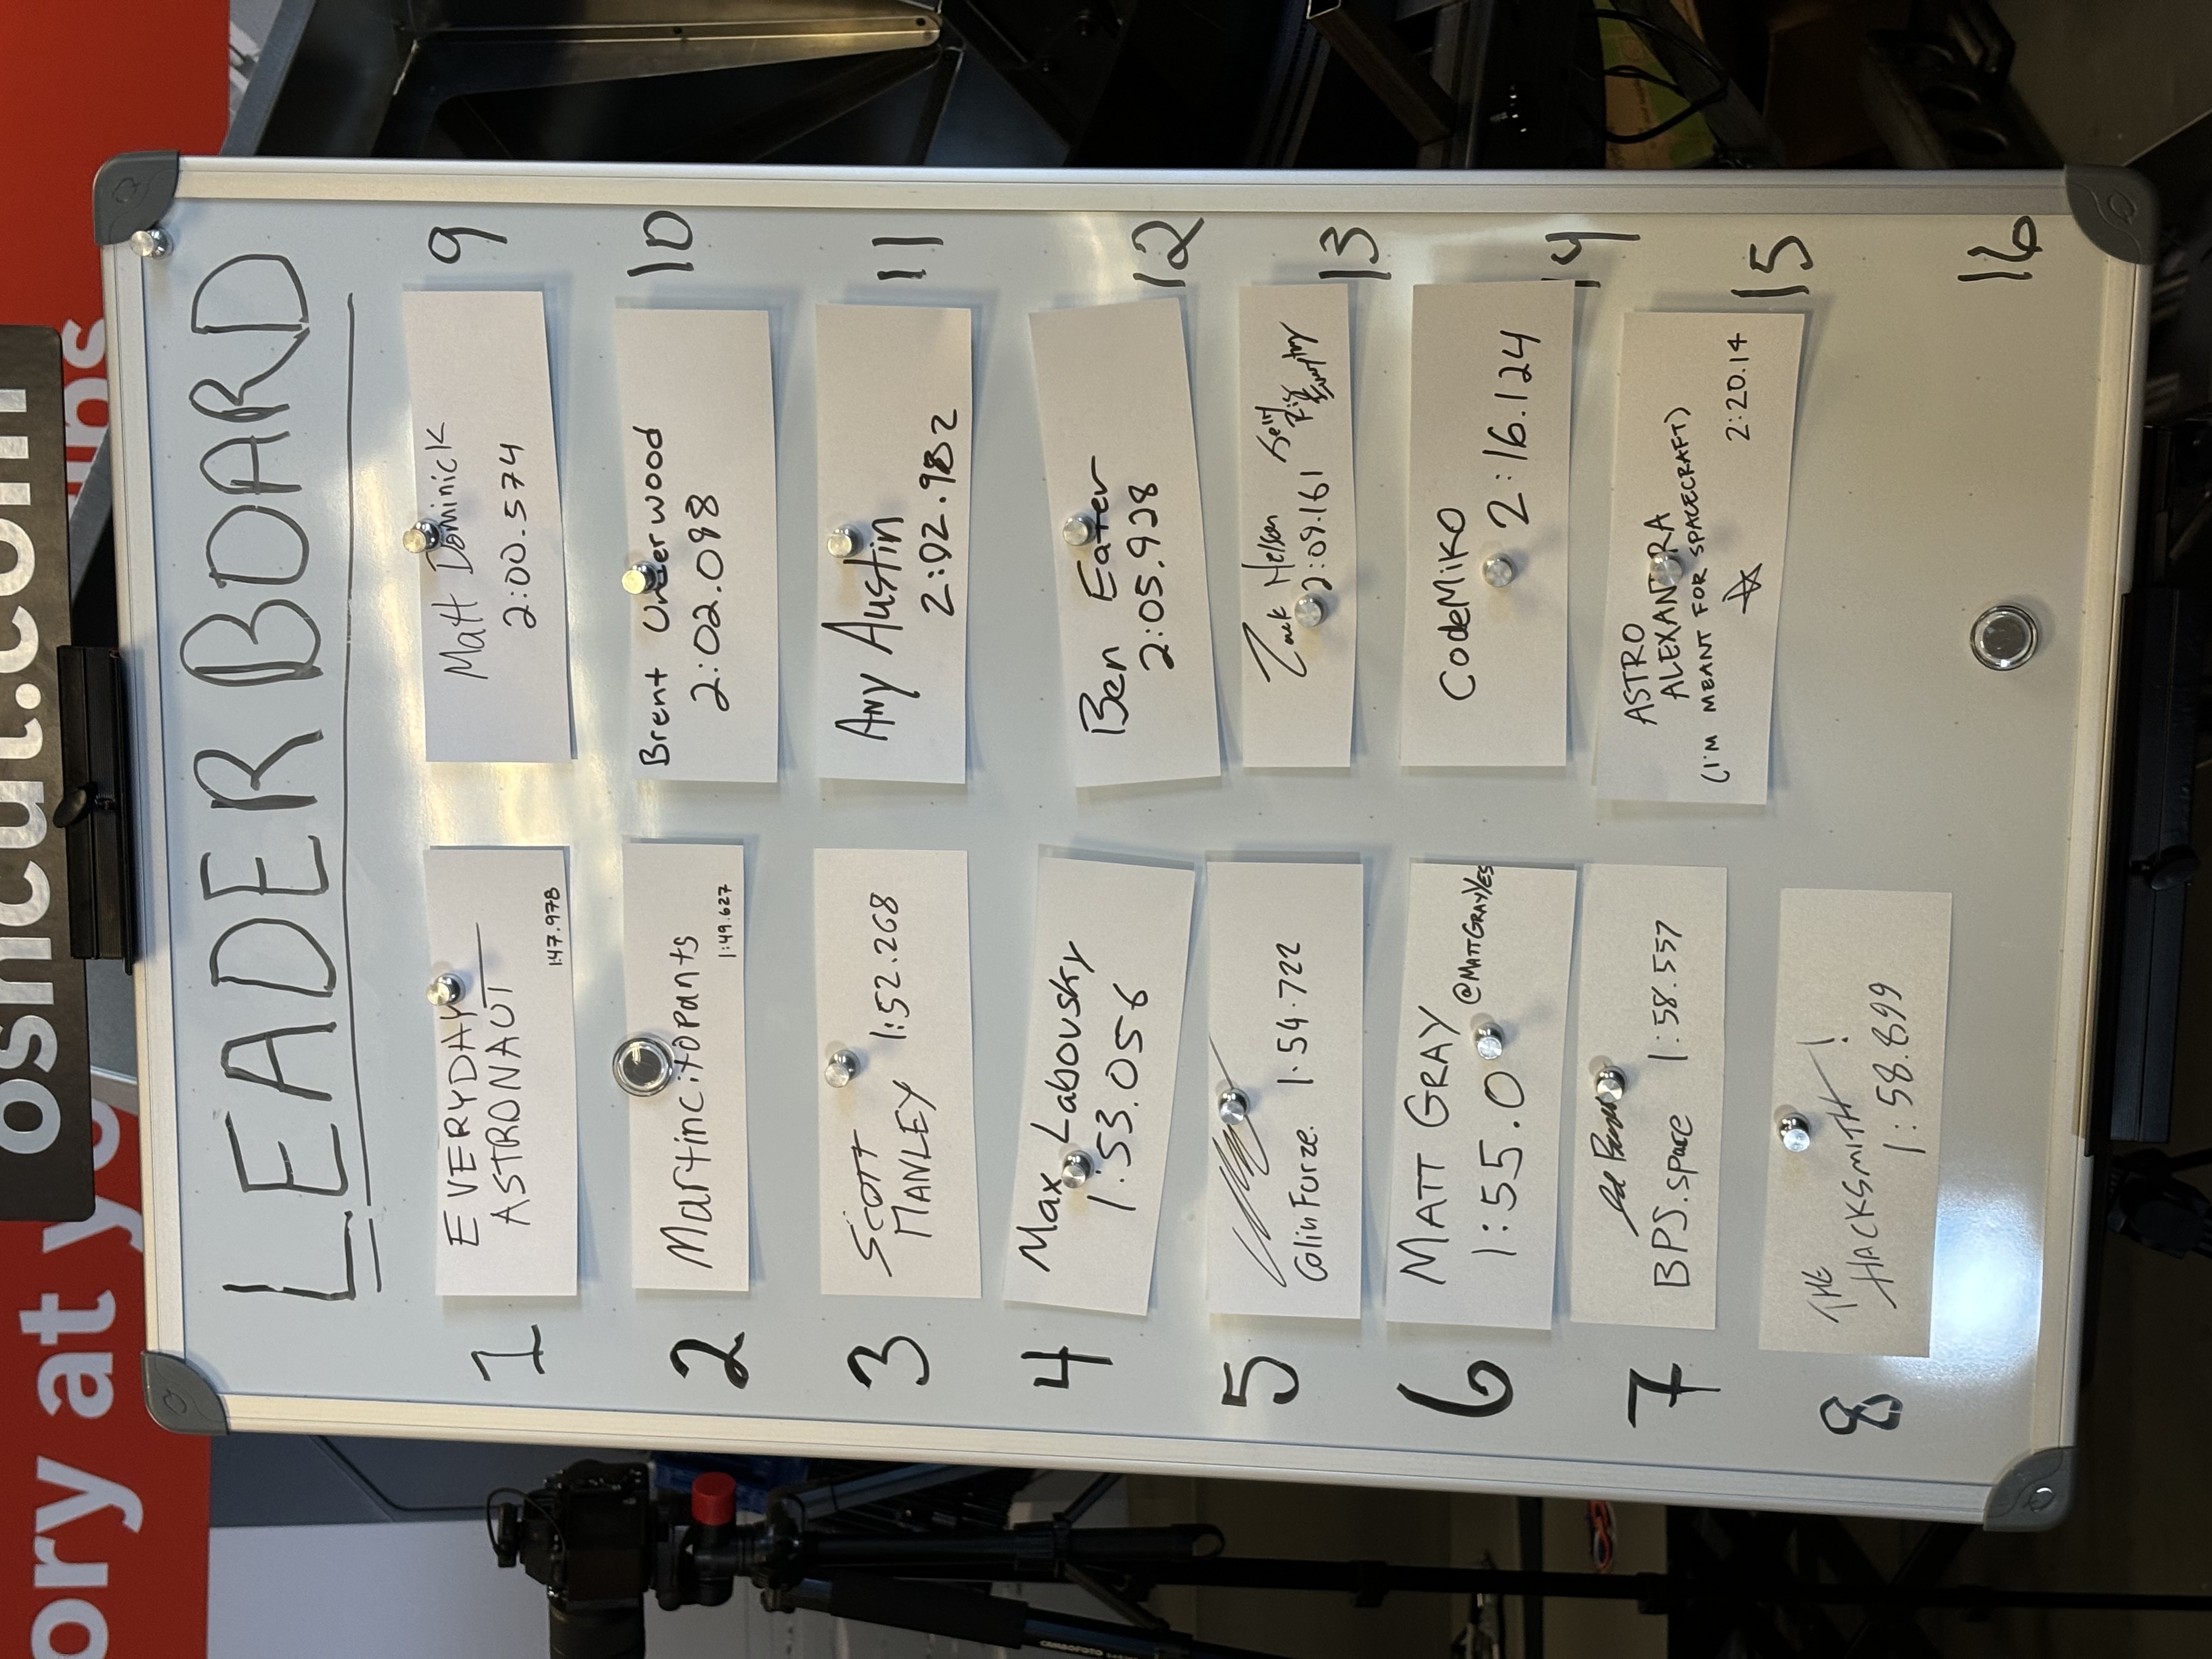 oshcut.com
ory at yo
ips
LEADER BOARD
1
EVERYDAY
ASTRONAUT
1:47.978
2
Martincitopants
1:49.627
3
SCOTT
MANLEY 1:52.268
4
Max Labovsky
1:53.056
5
Colin Furze. 1.54.722
6
MATT GRAY
@MATTGRAYYES
1:55.0
7
BPS.space 1:58.557
8
THE
HACKSMITH!
1:58.899
9
Matt Dominick
2:00.574
10
Brent Underwood
2:02.098
11
Any Austin
2:02.982
12
Ben Eater
2:05.928
13
Zack Nelson Jerry
Rig
Everything
2:09.161
14
CodeMiko
2:16.124
15
ASTRO
ALEXANDRA
(I'M MEANT FOR SPACECRAFT)
2:20.14
16